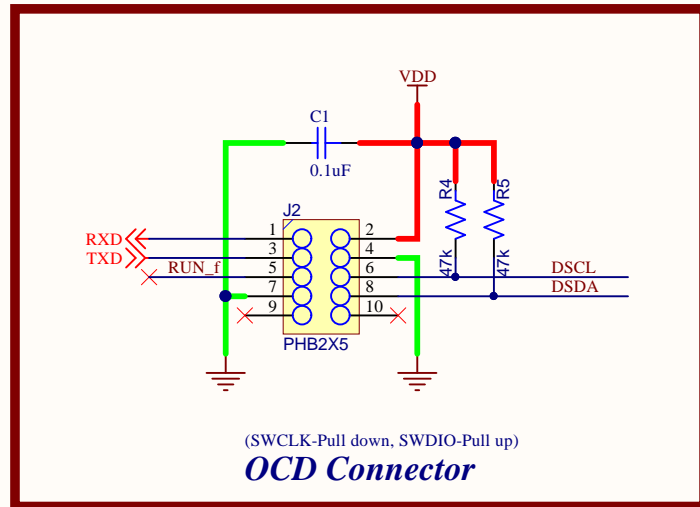 VDD
C1
0.1uF
R4
R5
47k
47k
J2
RXD
1
2
TXD
3
4
RUN_f
5
6
DSCL
7
8
DSDA
9
10
PHB2X5
(SWCLK-Pull down, SWDIO-Pull up)
OCD Connector